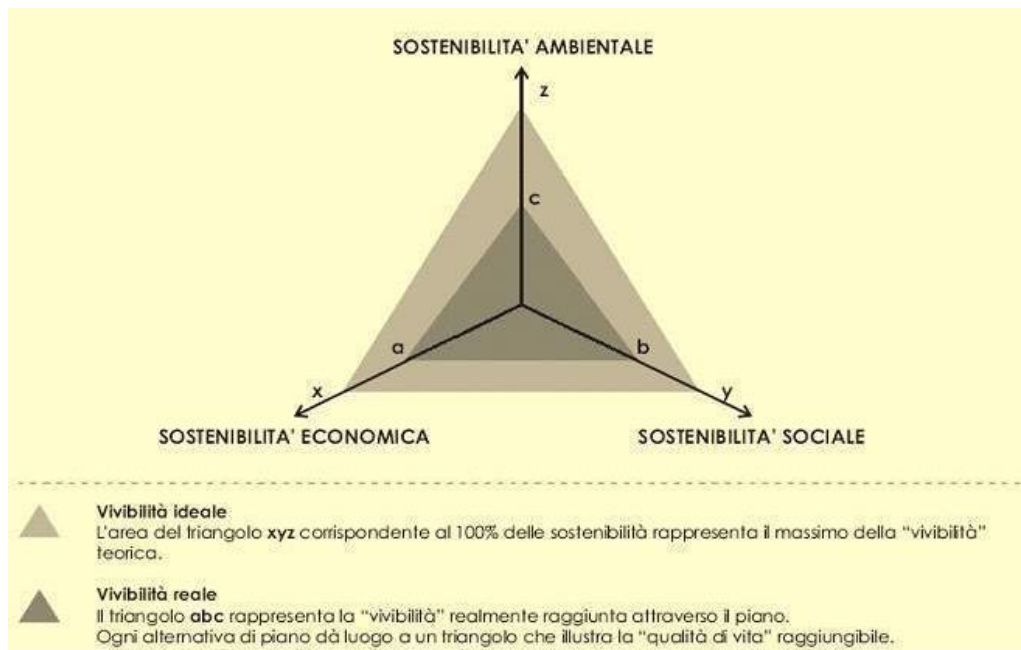 SOSTENIBILITA' AMBIENTALE
z
c
a
b
x
y
SOSTENIBILITA' ECONOMICA
SOSTENIBILITA' SOCIALE
Vivibilità ideale
L'area del triangolo xyz corrispondente al 100% delle sostenibilità rappresenta il massimo della "vivibilità"
teorica.
Vivibilità reale
Il triangolo abc rappresenta la "vivibilità" realmente raggiunta attraverso il piano.
Ogni alternativa di piano dà luogo a un triangolo che illustra la "qualità di vita" raggiungibile.